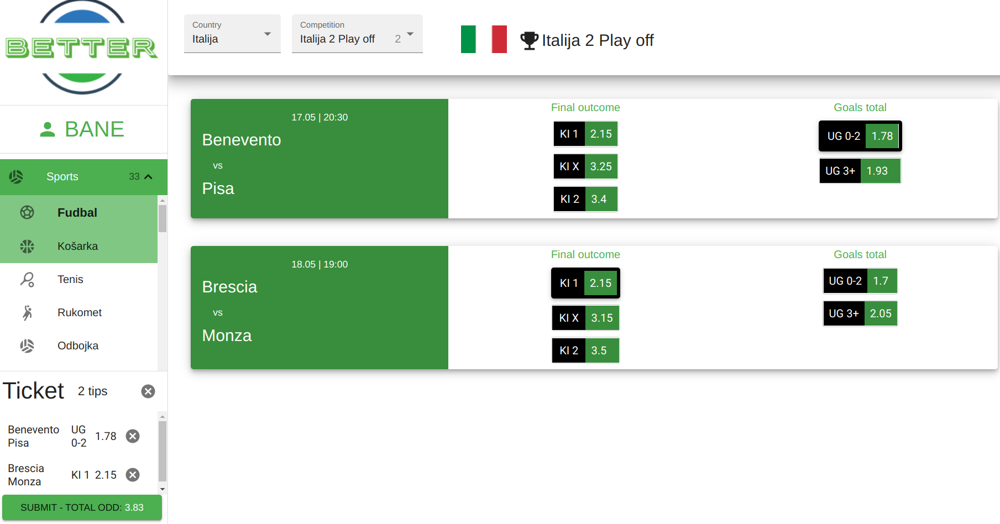 BETTER
BANE
Sports 33
Fudbal
Košarka
Tenis
Rukomet
Odbojka
Ticket 2 tips
Benevento
Pisa
UG
0-2
1.78
Brescia
Monza
KI 1 2.15
SUBMIT - TOTAL ODD: 3.83
Country
Italija
Competition
Italija 2 Play off 2
Italija 2 Play off
17.05 | 20:30
Benevento
vs
Pisa
Final outcome
KI 1 2.15
KI X 3.25
KI 2 3.4
Goals total
UG 0-2 1.78
UG 3+ 1.93
18.05 | 19:00
Brescia
vs
Monza
Final outcome
KI 1 2.15
KI X 3.15
KI 2 3.5
Goals total
UG 0-2 1.7
UG 3+ 2.05